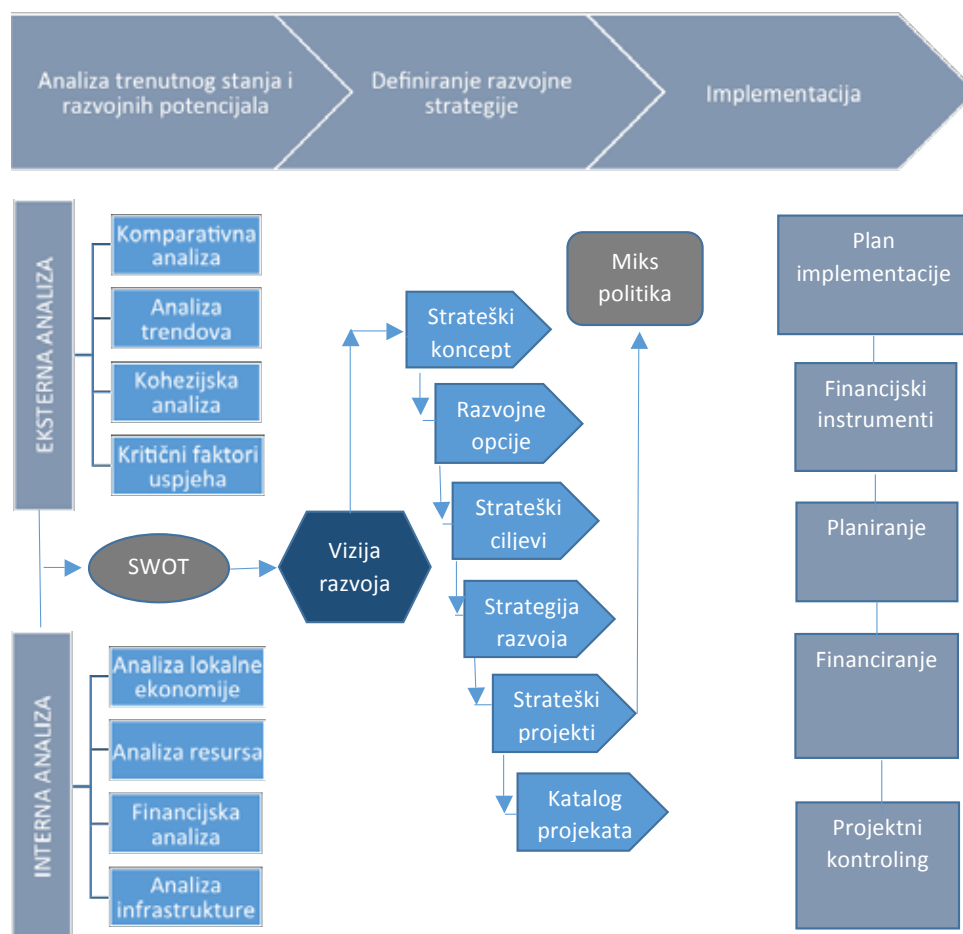 Analiza trenutnog stanja i
razvojnih potencijala
Definiranje razvojne
strategije
Implementacija
EKSTERNA ANALIZA
Komparativna
analiza
Analiza
trendova
Kohezijska
analiza
Kritični faktori
uspjeha
SWOT
INTERNA ANALIZA
Analiza lokalne
ekonomije
Analiza resursa
Financijska
analiza
Analiza
infrastrukture
Vizija
razvoja
Strateški
koncept
Razvojne
opcije
Strateški
ciljevi
Strategija
razvoja
Strateški
projekti
Katalog
projekata
Miks
politika
Plan
implementacije
Financijski
instrumenti
Planiranje
Financiranje
Projektni
kontroling